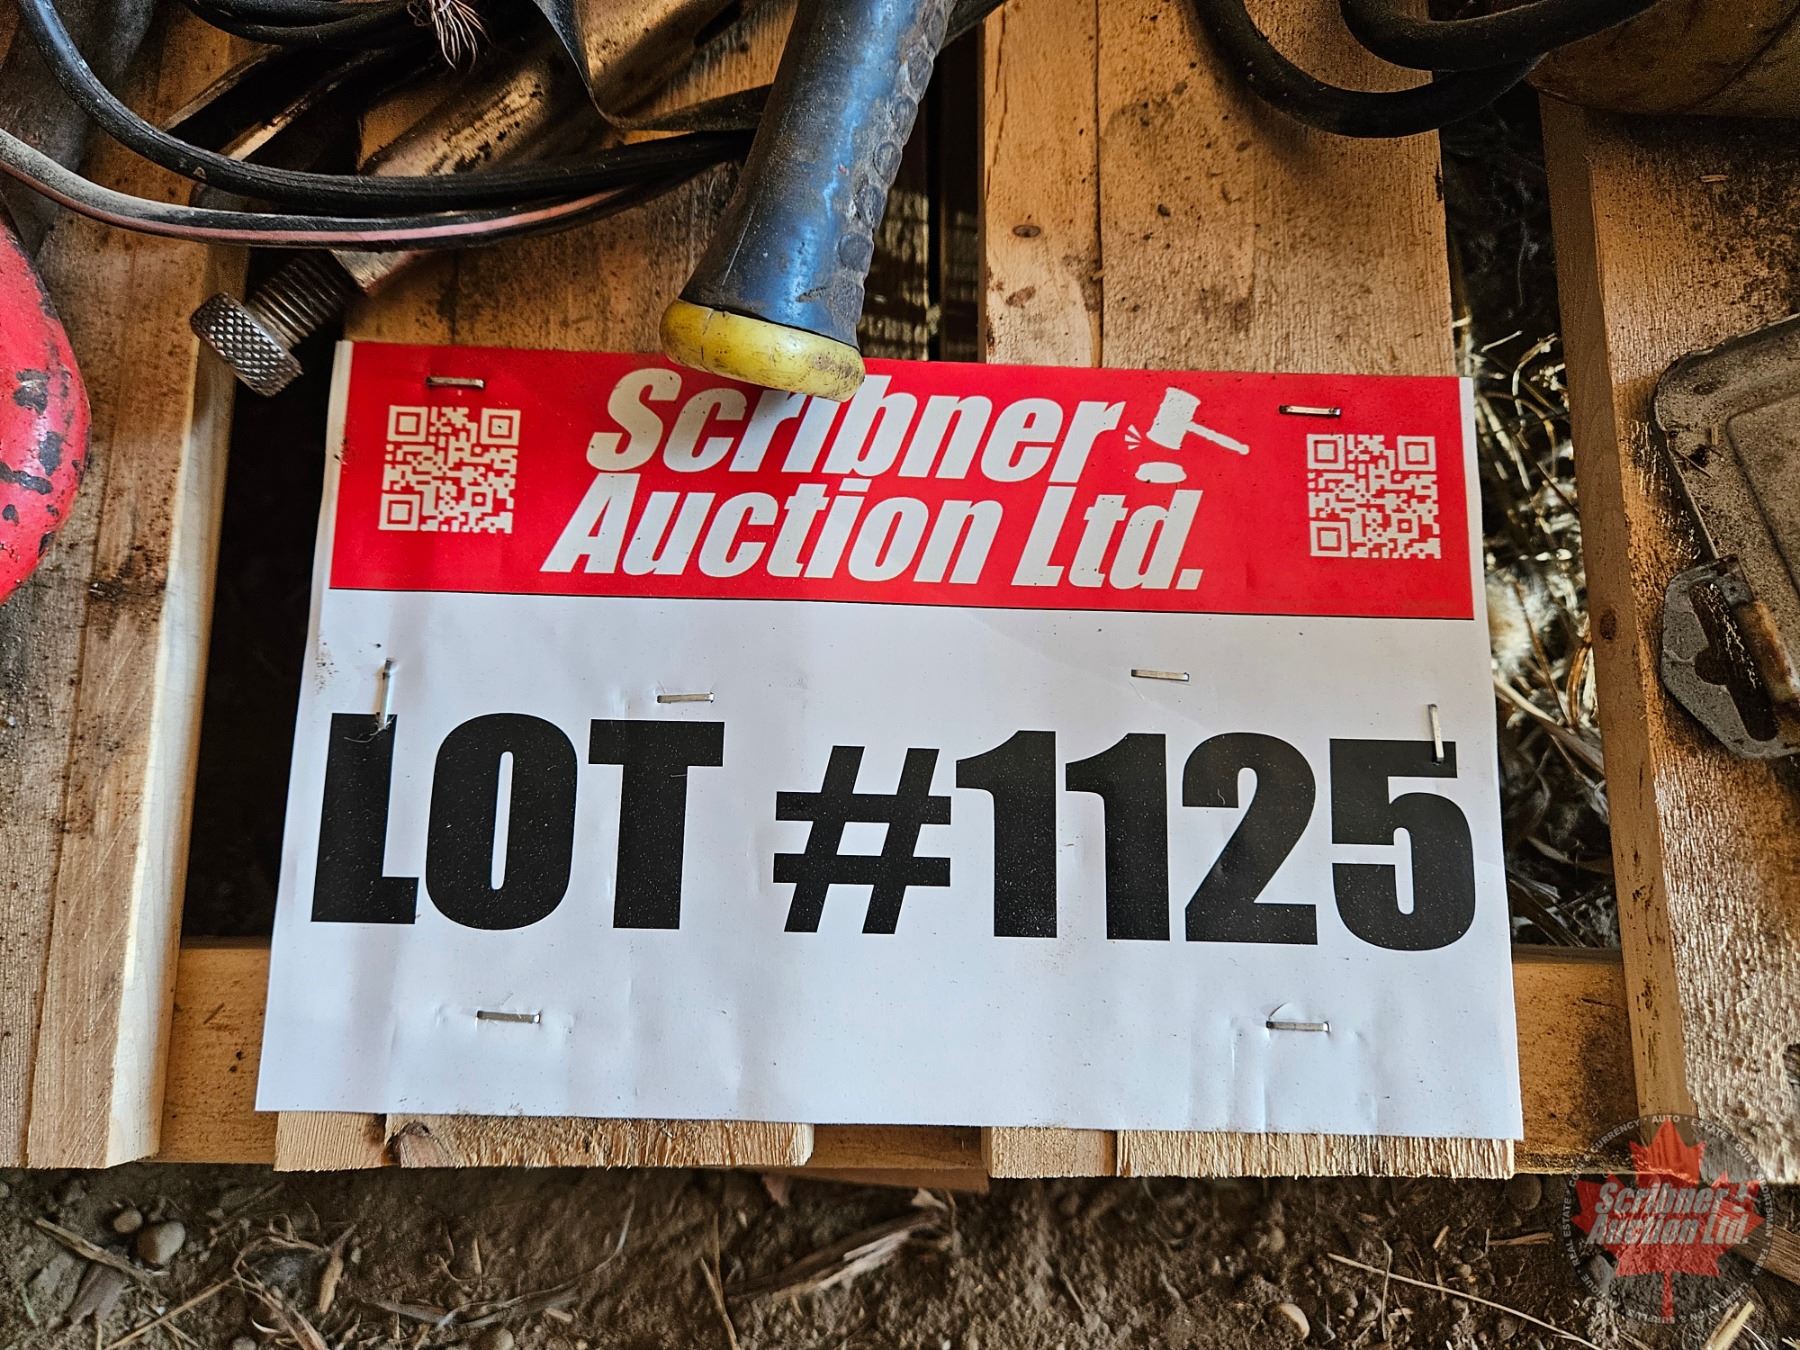 Scribner
Auction Ltd.
LOT #1125
Scribner
Auction Ltd.